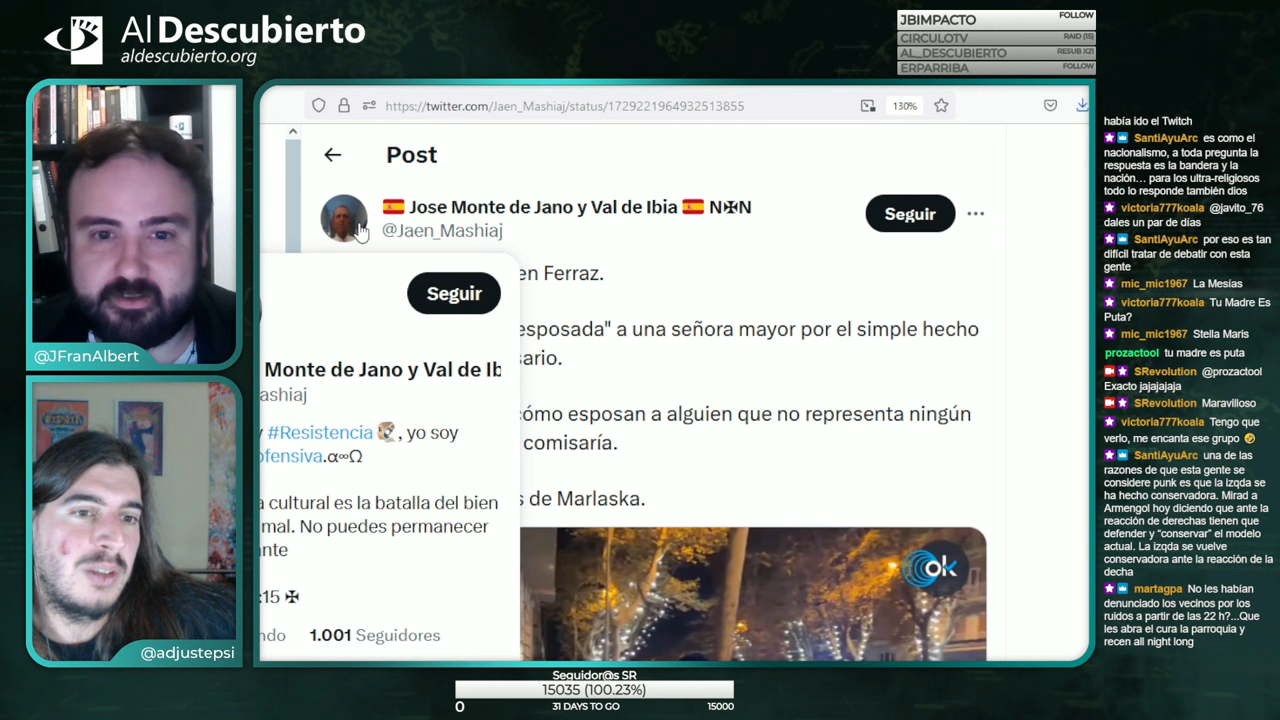 Al Descubierto
aldescubierto.org
JBIMPACTO FOLLOW
CIRCULOTV RAID (15)
AL_DESCUBIERTO RESUB X21
ERPARRIBA FOLLOW
@JFranAlbert
@adjustepsi
https://twitter.com/Jaen_Mashiaj/status/1729221964932513855
130%
Post
Jose Monte de Jano y Val de Ibia N✠N
@Jaen_Mashiaj
Seguir
en Ferraz.
esposada" a una señora mayor por el simple hecho
sario.
cómo esposan a alguien que no representa ningún
comisaría.
s de Marlaska.
Seguir
Monte de Jano y Val de Ib
ashiaj
y #Resistencia, yo soy
ofensiva.α∞Ω
a cultural es la batalla del bien
mal. No puedes permanecer
ante
:15 ✠
ndo 1.001 Seguidores
ok
había ido el Twitch
SantiAyuArc es como el
nacionalismo, a toda pregunta la
respuesta es la bandera y la
nación... para los ultra-religiosos
todo lo responde también dios
victoria777koala @javito_76
dales un par de días
SantiAyuArc por eso es tan
difícil tratar de debatir con esta
gente
mic_mic1967 La Mesías
victoria777koala Tu Madre Es
Puta?
mic_mic1967 Stella Maris
prozactool tu madre es puta
SRevolution @prozactool
Exacto jajajajaja
SRevolution Maravilloso
victoria777koala Tengo que
verlo, me encanta ese grupo
SantiAyuArc una de las
razones de que esta gente se
considere punk es que la izqda se
ha hecho conservadora. Mirad a
Armengol hoy diciendo que ante la
reacción de derechas tienen que
defender y "conservar" el modelo
actual. La izqda se vuelve
conservadora ante la reacción de la
decha
martagpa No les habían
denunciado los vecinos por los
ruidos a partir de las 22 h?...Que
les abra el cura la parroquia y
recen all night long
Seguidor@s SR
15035 (100.23%)
0 31 DAYS TO GO 15000